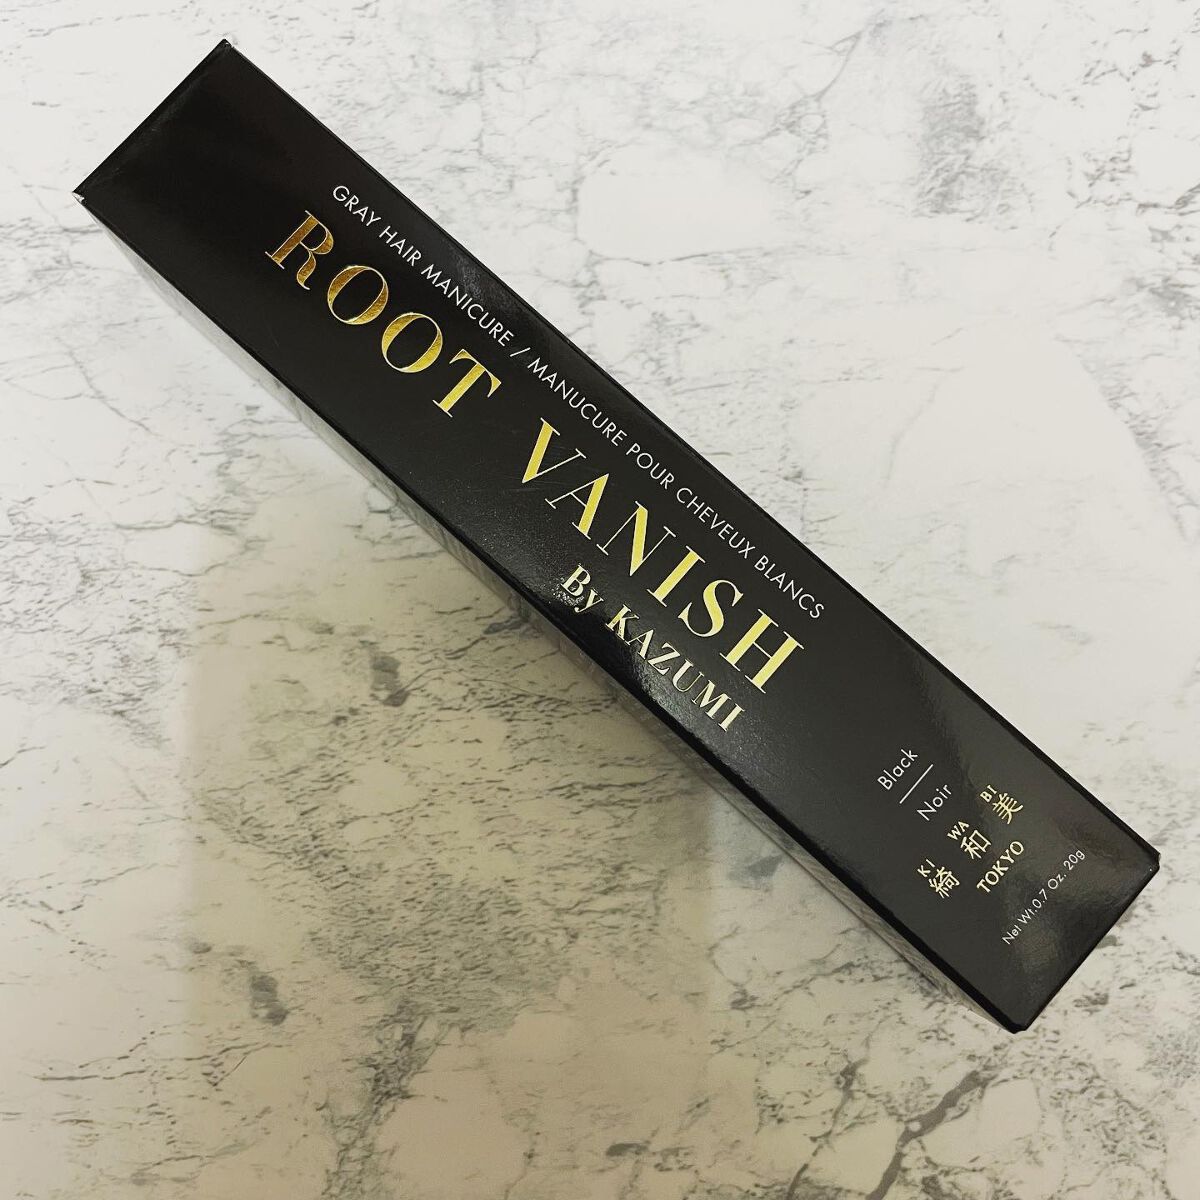 GRAY HAIR MANICURE / MANUCURE POUR CHEVEUX BLANCS
ROOT VANISH
By KAZUMI
Black
Noir
KI WA BI
綺和美
TOKYO
Net Wt.0.7 Oz. 20g